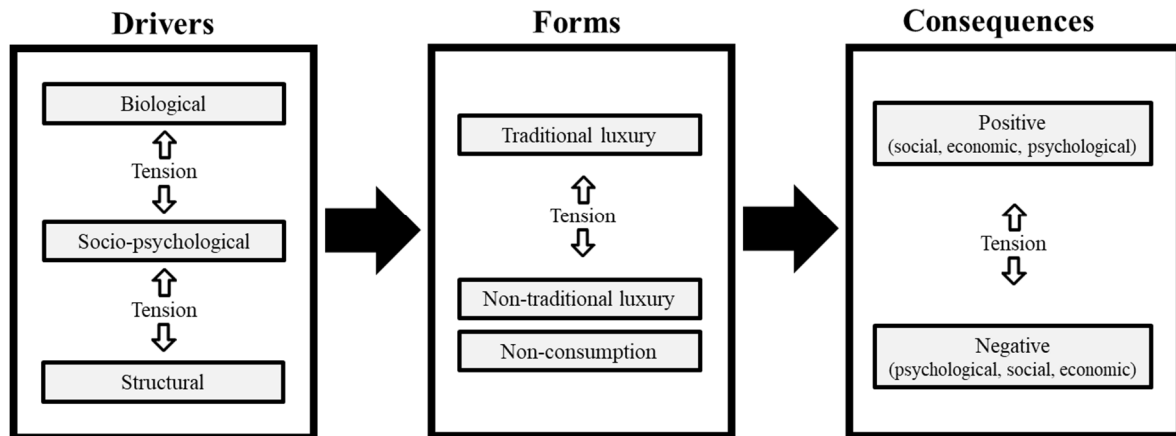 Drivers
Biological
Tension
Socio-psychological
Tension
Structural
Forms
Traditional luxury
Tension
Non-traditional luxury
Non-consumption
Consequences
Positive
(social, economic, psychological)
Tension
Negative
(psychological, social, economic)